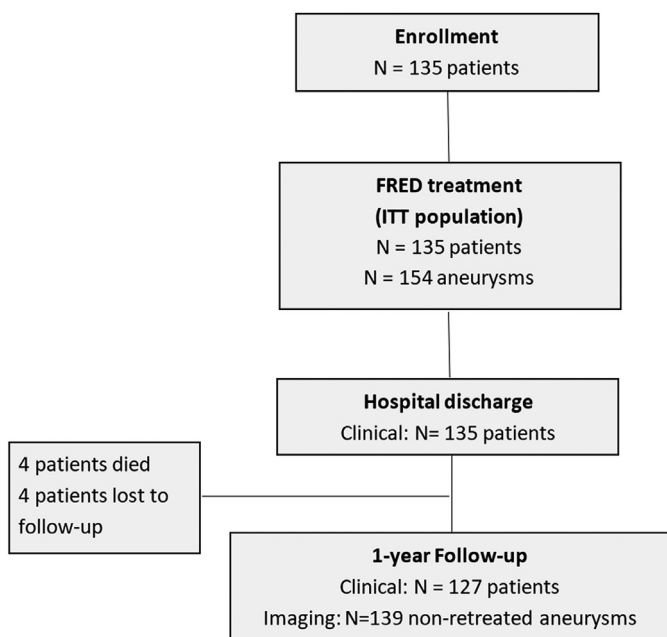 Enrollment
N = 135 patients
FRED treatment
(ITT population)
N = 135 patients
N = 154 aneurysms
Hospital discharge
Clinical: N= 135 patients
4 patients died
4 patients lost to
follow-up
1-year Follow-up
Clinical: N = 127 patients
Imaging: N=139 non-retreated aneurysms